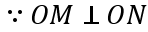 ∵ OM ⊥ ON